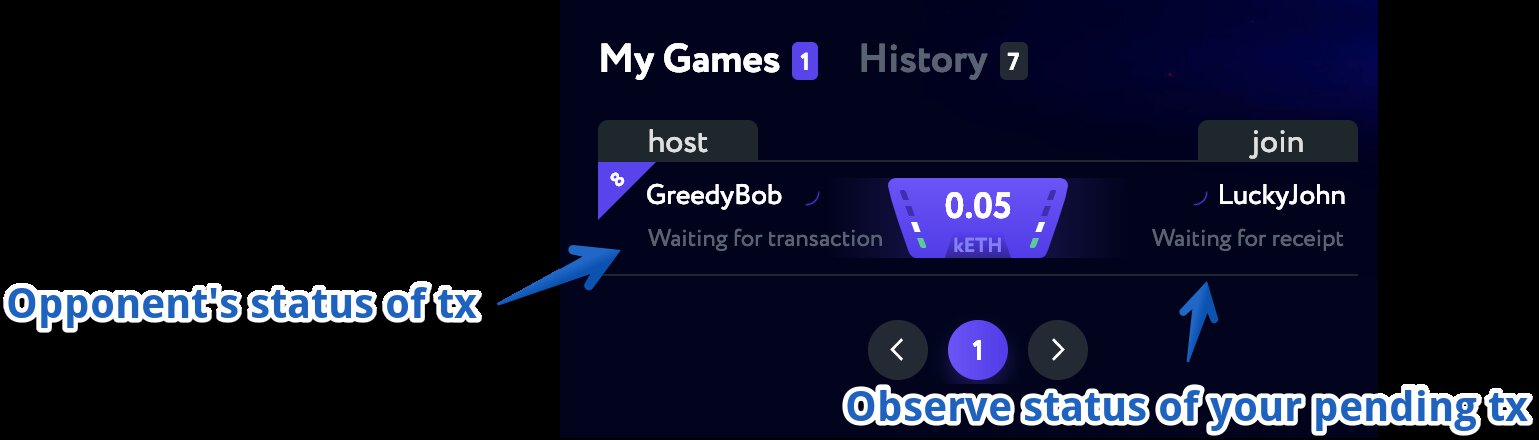 My Games 1 History 7
host join
8
GreedyBob 0.05 LuckyJohn
Waiting for transaction kETH Waiting for receipt
Opponent's status of tx
1
Observe status of your pending tx